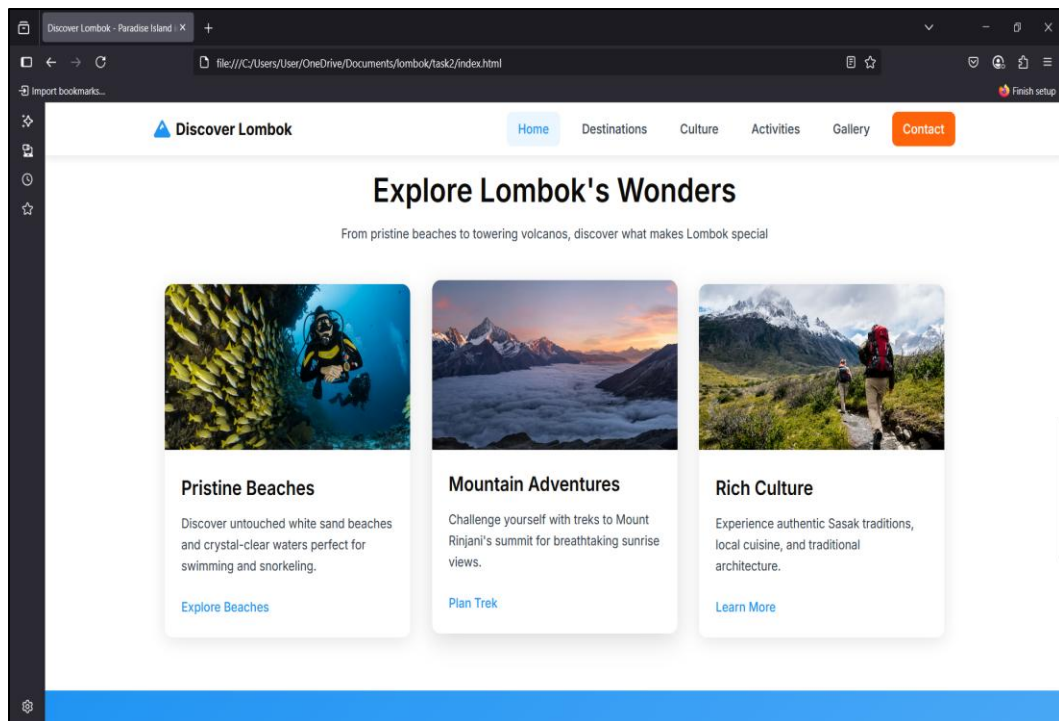 Discover Lombok - Paradise Island i
file:///C:/Users/User/OneDrive/Documents/lombok/task2/index.html
Import bookmarks...
Finish setup
Discover Lombok
Home
Destinations
Culture
Activities
Gallery
Contact
Explore Lombok's Wonders
From pristine beaches to towering volcanos, discover what makes Lombok special
Pristine Beaches
Discover untouched white sand beaches
and crystal-clear waters perfect for
swimming and snorkeling.
Explore Beaches
Mountain Adventures
Challenge yourself with treks to Mount
Rinjani's summit for breathtaking sunrise
views.
Plan Trek
Rich Culture
Experience authentic Sasak traditions,
local cuisine, and traditional
architecture.
Learn More